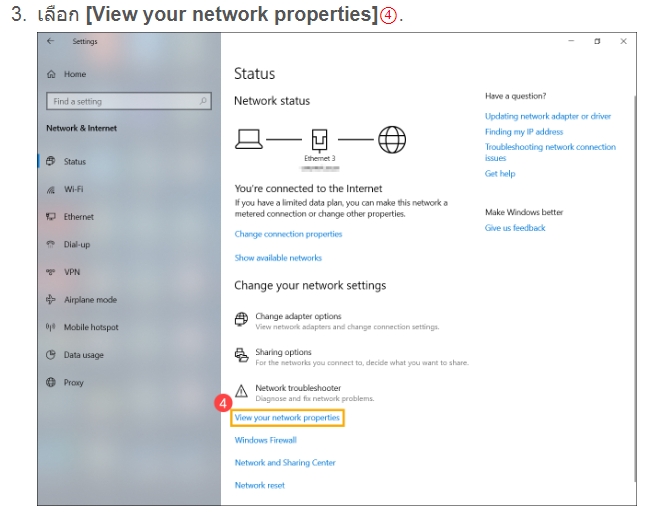 3. เลือก [View your network properties]④.
Settings
Home
Find a setting
Network & Internet
Status
Wi-Fi
Ethernet
Dial-up
VPN
Airplane mode
Mobile hotspot
Data usage
Proxy
Status
Network status
Ethernet 3
You're connected to the Internet
If you have a limited data plan, you can make this network a
metered connection or change other properties.
Change connection properties
Show available networks
Change your network settings
Change adapter options
View network adapters and change connection settings.
Sharing options
For the networks you connect to, decide what you want to share.
Network troubleshooter
Diagnose and fix network problems.
4
View your network properties
Windows Firewall
Network and Sharing Center
Network reset
Have a question?
Updating network adapter or driver
Finding my IP address
Troubleshooting network connection
issues
Get help
Make Windows better
Give us feedback